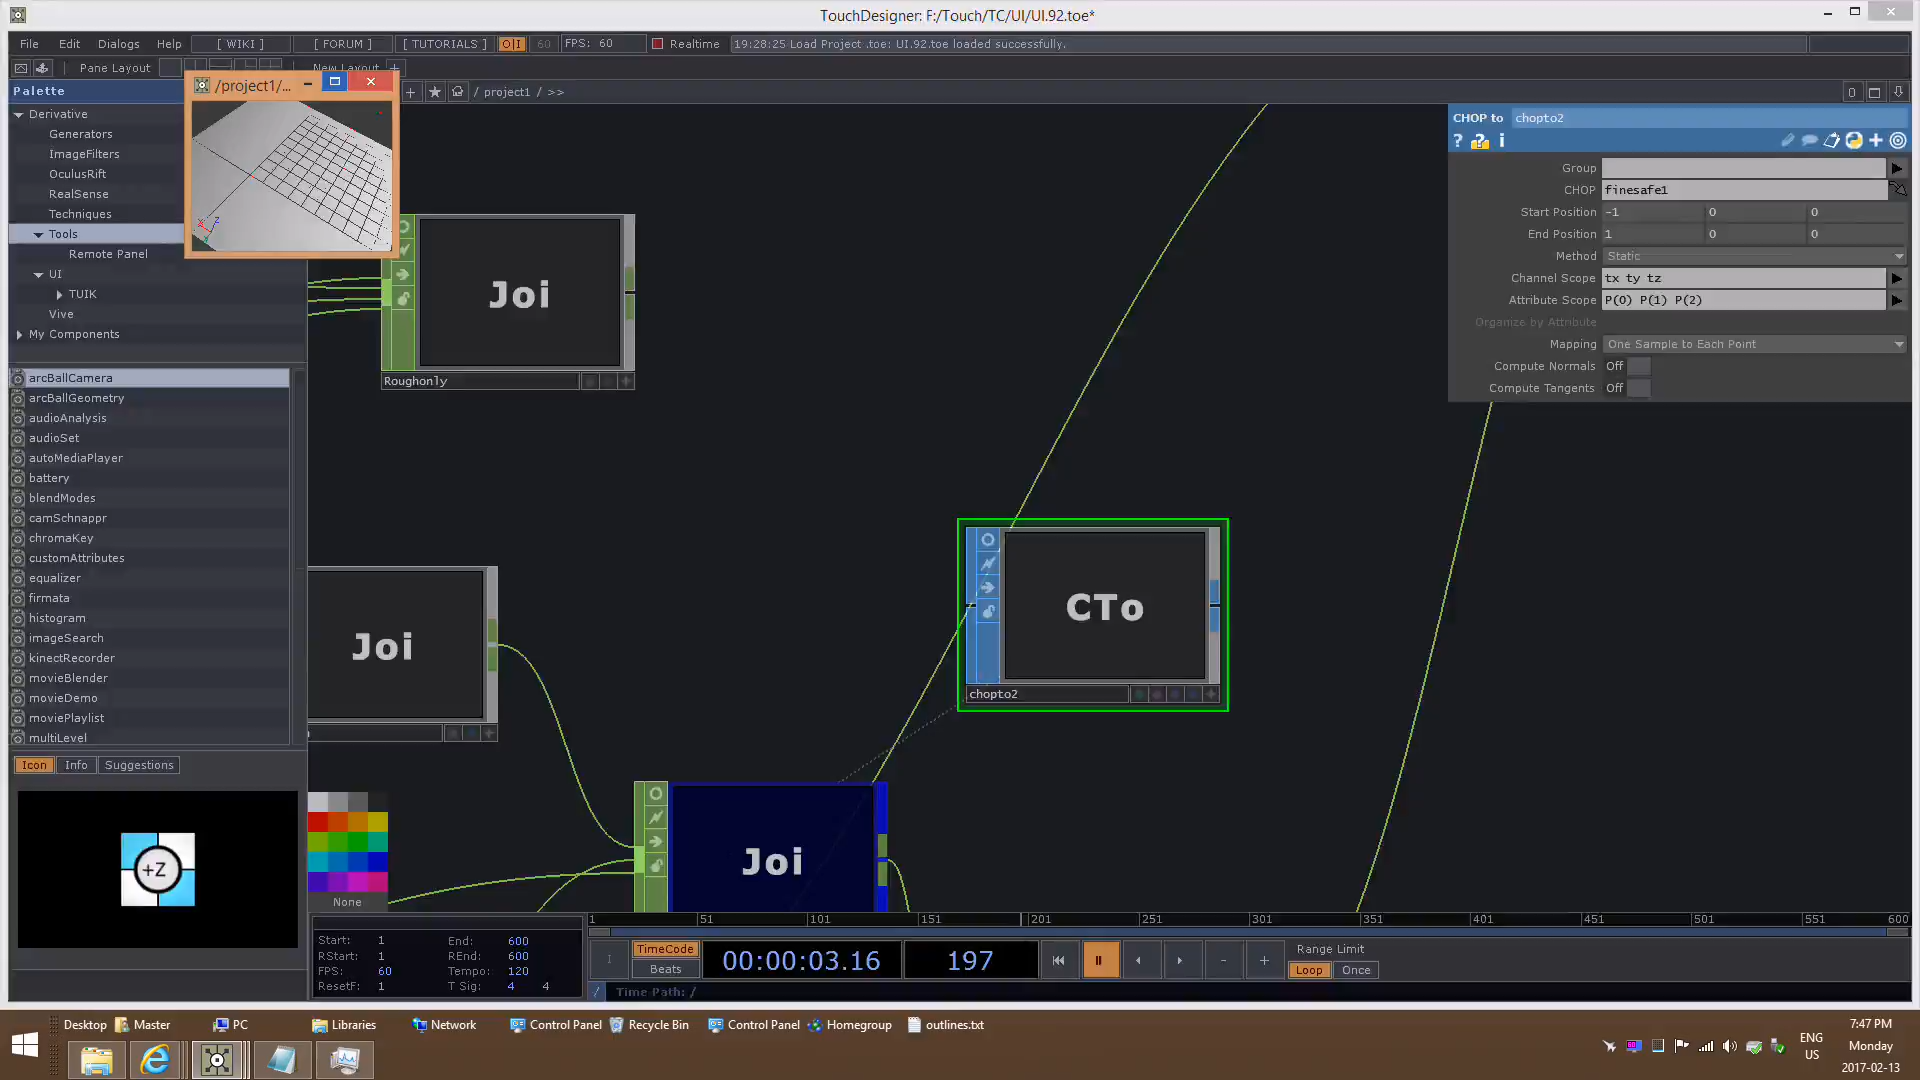 TouchDesigner: F:/Touch/TC/UI/UI.92.toe*
File Edit Dialogs Help [ WIKI ] [ FORUM ] [ TUTORIALS ] O|I 60 FPS: 60 Realtime 19:28:25 Load Project .toe: UI.92.toe loaded successfully.
Pane Layout New Layout +
Palette
/project1/...
/ project1 / >>
0
Derivative
Generators
ImageFilters
OculusRift
RealSense
Techniques
Tools
Remote Panel
UI
TUIK
Vive
My Components
arcBallCamera
arcBallGeometry
audioAnalysis
audioSet
autoMediaPlayer
battery
blendModes
camSchnappr
chromaKey
customAttributes
equalizer
firmata
histogram
imageSearch
kinectRecorder
movieBlender
movieDemo
moviePlaylist
multiLevel
Icon Info Suggestions
+Z
None
Joi
Roughonly
Joi
Joi
CTo
chopto2
CHOP to chopto2
? ? i
Group
CHOP finesafe1
Start Position -1 0 0
End Position 1 0 0
Method Static
Channel Scope tx ty tz
Attribute Scope P(0) P(1) P(2)
Organize by Attribute
Mapping One Sample to Each Point
Compute Normals Off
Compute Tangents Off
1 51 101 151 201 251 301 351 401 451 501 551 600
Start: 1 End: 600
RStart: 1 REnd: 600
FPS: 60 Tempo: 120
ResetF: 1 T Sig: 4 4
TimeCode
Beats
00:00:03.16
197
- +
Range Limit
Loop Once
/ Time Path: /
Desktop Master PC Libraries Network Control Panel Recycle Bin Control Panel Homegroup outlines.txt
ENG
US
7:47 PM
Monday
2017-02-13